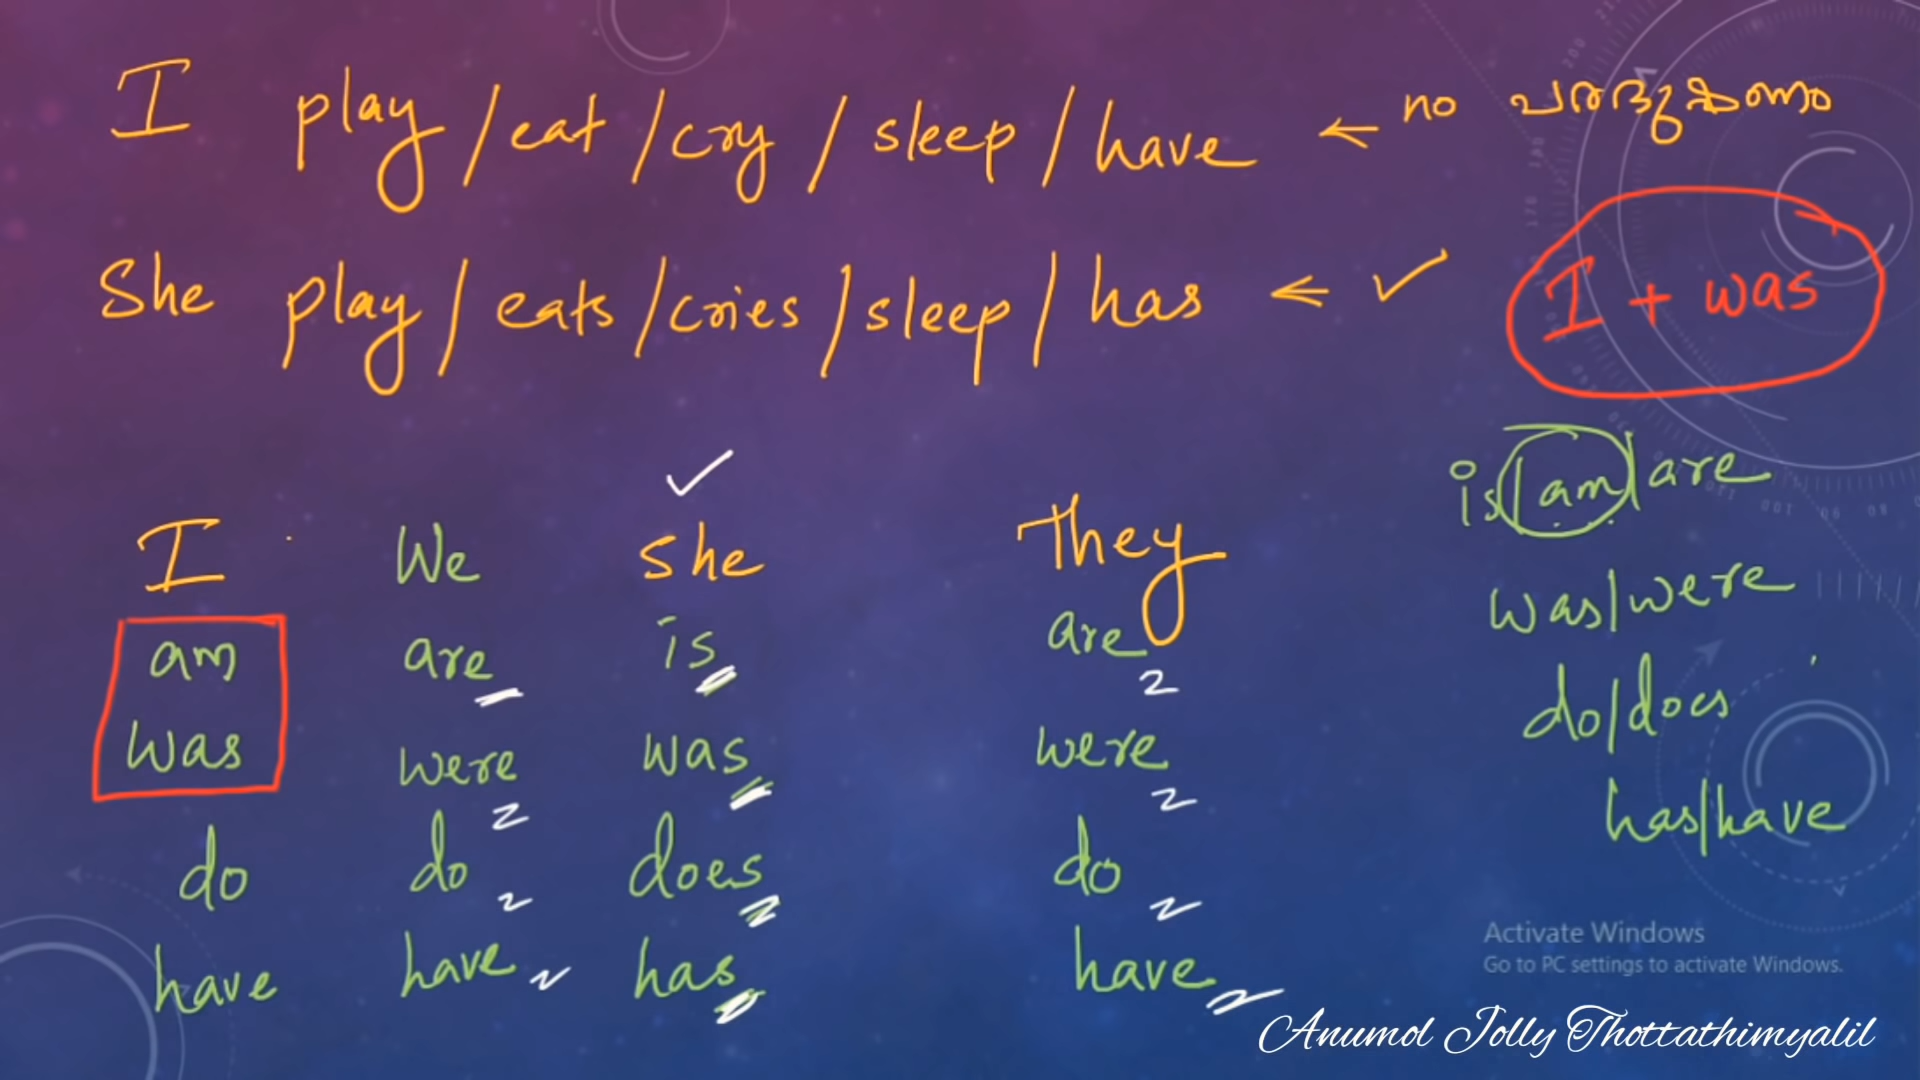 I play/eat/cry/sleep/have ← no
She play/eats/cries/sleep/has ← ✓
I + was
is/am/are
was/were
do/does
has/have
I We She They
am are is are
was were was were
do do does do
have have has have
Activate Windows
Go to PC settings to activate Windows.
Anumol Jolly Thottathimyalil